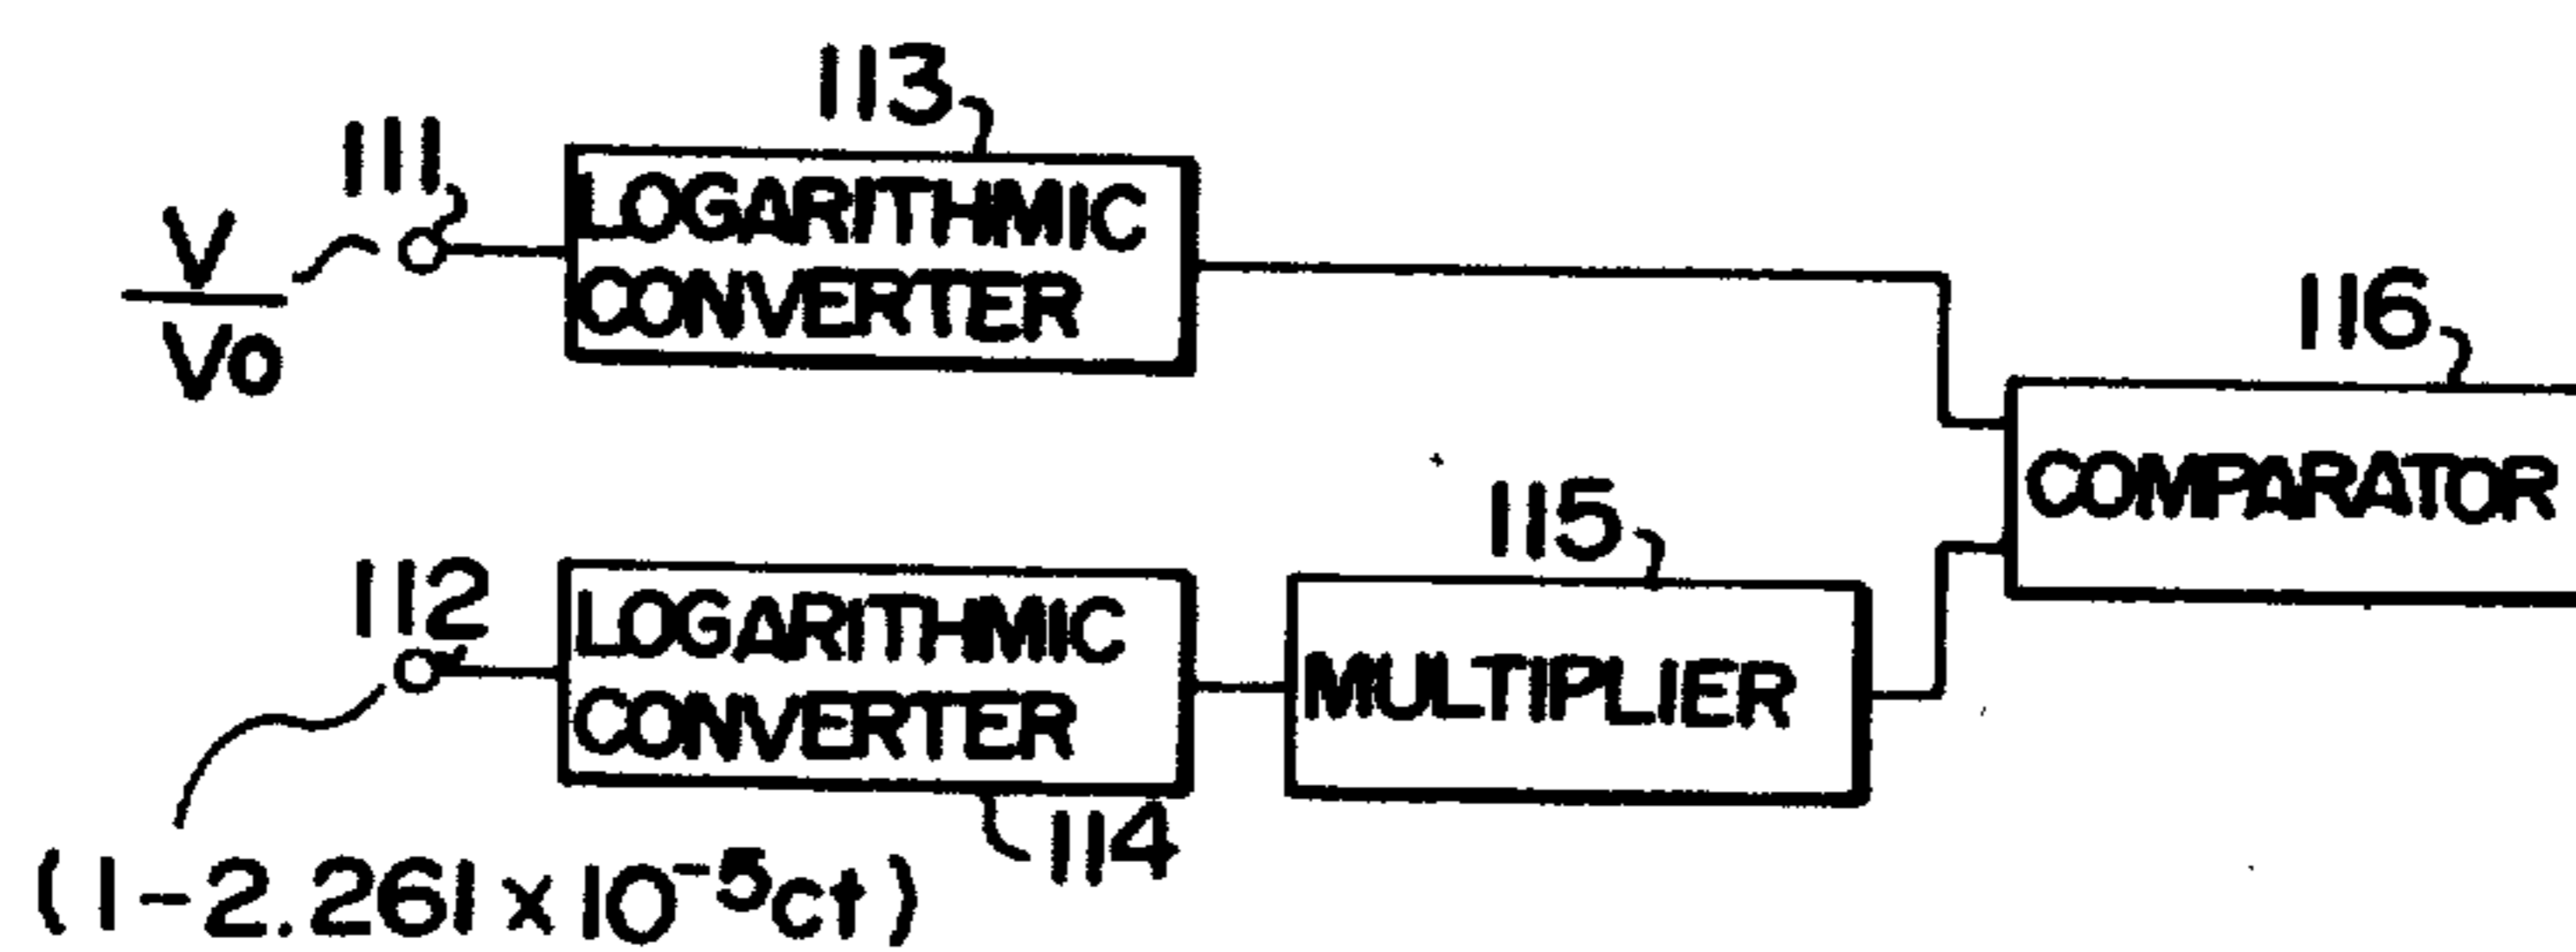 113
111
V
Vo
LOGARITHMIC
CONVERTER
116
COMPARATOR
115
112
LOGARITHMIC
CONVERTER
MULTIPLIER
114
(1-2.261×10⁻⁵ct)